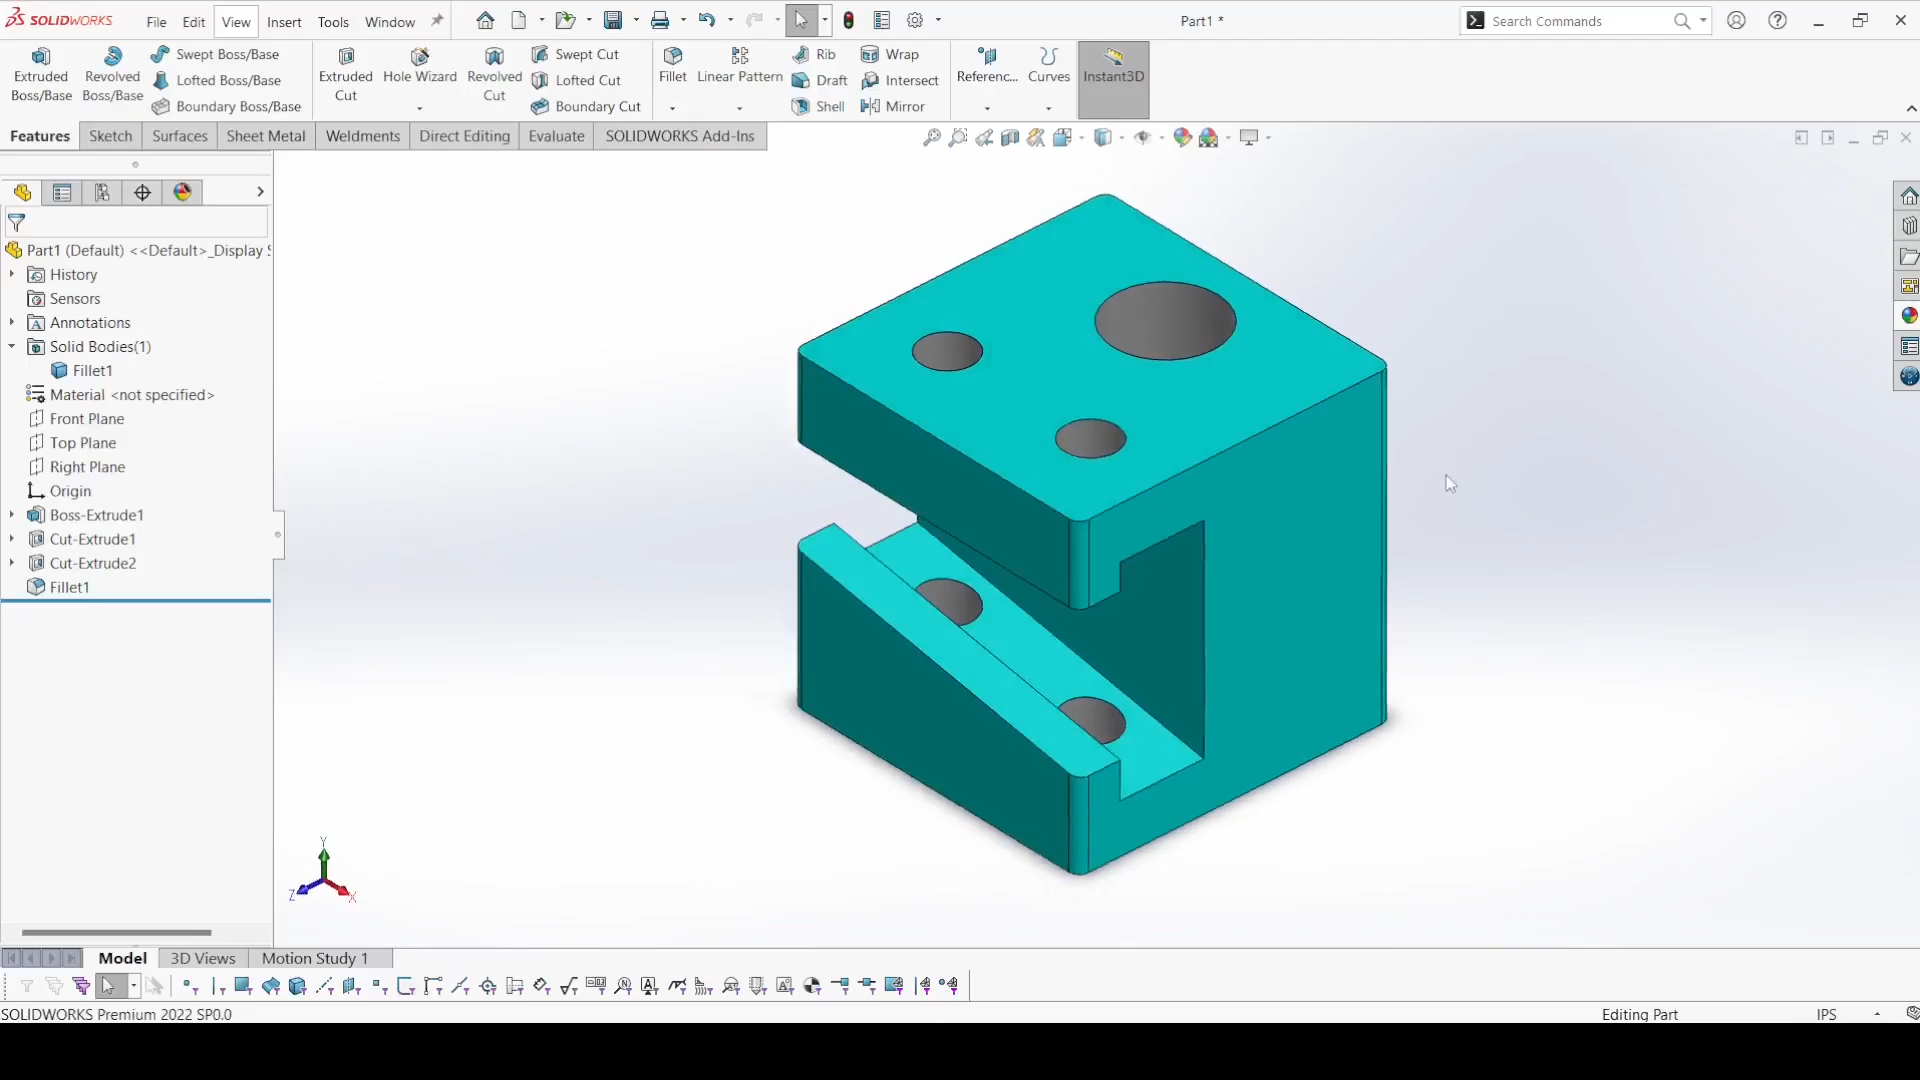 SOLIDWORKS File Edit View Insert Tools Window Part1 * Search Commands
Extruded Boss/Base
Revolved Boss/Base
Swept Boss/Base
Lofted Boss/Base
Boundary Boss/Base
Extruded Cut
Hole Wizard
Revolved Cut
Swept Cut
Lofted Cut
Boundary Cut
Fillet
Linear Pattern
Rib
Draft
Shell
Wrap
Intersect
Mirror
Referenc...
Curves
Instant3D
Features Sketch Surfaces Sheet Metal Weldments Direct Editing Evaluate SOLIDWORKS Add-Ins
Part1 (Default) <<Default>_Display S
History
Sensors
Annotations
Solid Bodies(1)
Fillet1
Material <not specified>
Front Plane
Top Plane
Right Plane
Origin
Boss-Extrude1
Cut-Extrude1
Cut-Extrude2
Fillet1
Y
Z X
Model 3D Views Motion Study 1
SOLIDWORKS Premium 2022 SP0.0 Editing Part IPS